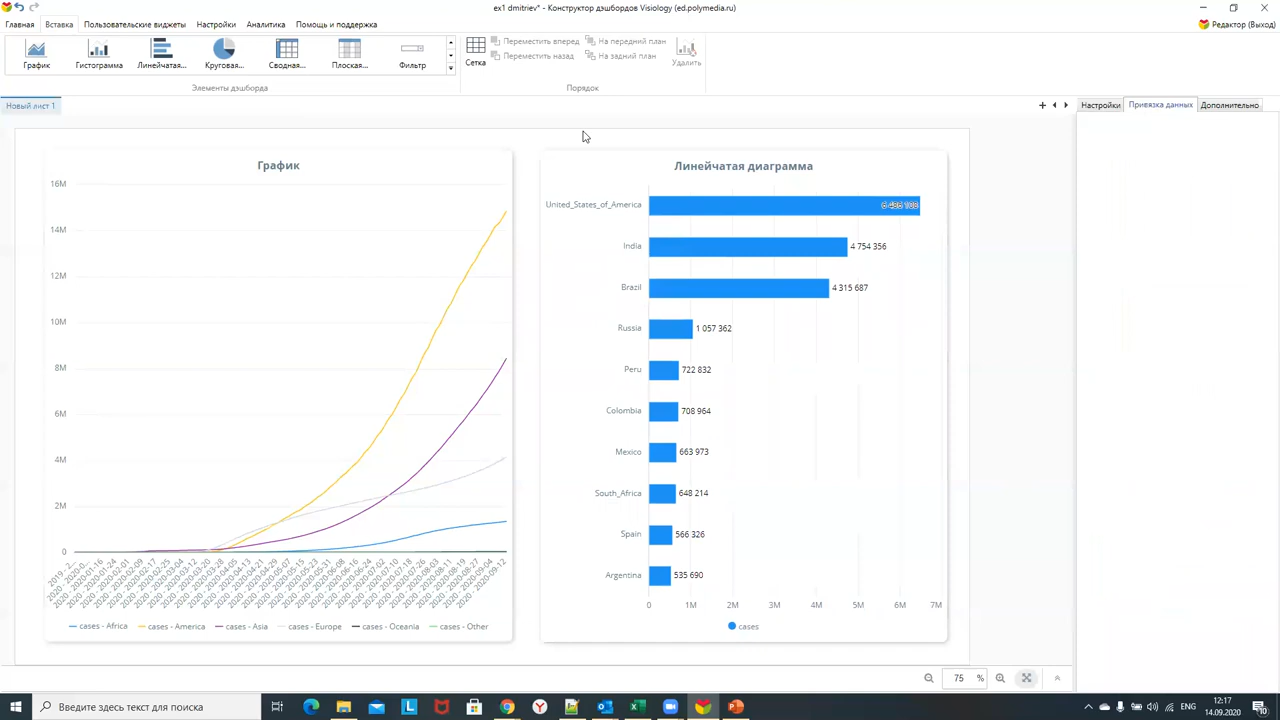 ex1 dmitriev* - Конструктор дэшбордов Visiology (ed.polymedia.ru)
Главная Вставка Пользовательские виджеты Настройки Аналитика Помощь и поддержка
Редактор (Выход)
График Гистограмма Линейчатая... Круговая... Сводная... Плоская... Фильтр
Сетка
Переместить вперед
Переместить назад
На передний план
На задний план
Удалить
Элементы дэшборда
Порядок
Новый лист 1
Настройки Привязка данных Дополнительно
График
16M
14M
12M
10M
8M
6M
4M
2M
0
cases - Africa cases - America cases - Asia cases - Europe cases - Oceania cases - Other
Линейчатая диаграмма
United_States_of_America
India 4 754 356
Brazil 4 315 687
Russia 1 057 362
Peru 722 832
Colombia 708 964
Mexico 663 973
South_Africa 648 214
Spain 566 326
Argentina 535 690
0 1M 2M 3M 4M 5M 6M 7M
cases
75 %
Введите здесь текст для поиска
РУС
12:17
14.09.2020